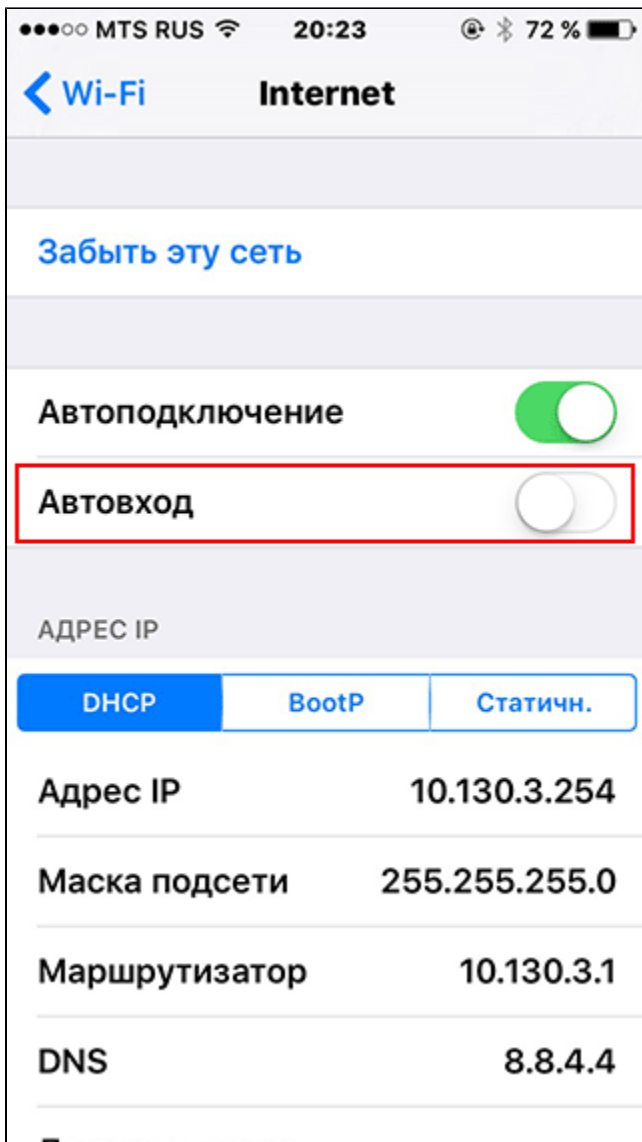 MTS RUS 20:23 72 %
Wi-Fi Internet
Забыть эту сеть
Автоподключение
Автовход
АДРЕС IP
DHCP BootP Статичн.
Адрес IP 10.130.3.254
Маска подсети 255.255.255.0
Маршрутизатор 10.130.3.1
DNS 8.8.4.4